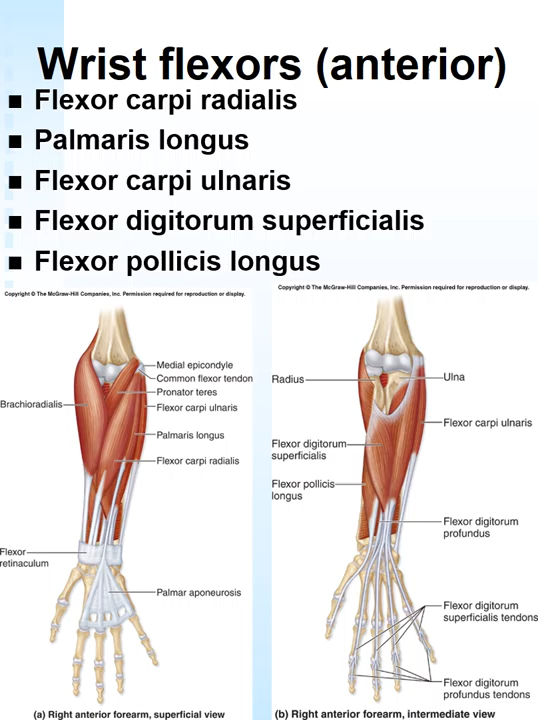 Wrist flexors (anterior)
■ Flexor carpi radialis
■ Palmaris longus
■ Flexor carpi ulnaris
■ Flexor digitorum superficialis
■ Flexor pollicis longus
Copyright © The McGraw-Hill Companies, Inc. Permission required for reproduction or display.
Medial epicondyle
Common flexor tendon
Pronator teres
Brachioradialis
Flexor carpi ulnaris
Palmaris longus
Flexor carpi radialis
Flexor
retinaculum
Palmar aponeurosis
(a) Right anterior forearm, superficial view
Copyright © The McGraw-Hill Companies, Inc. Permission required for reproduction or display.
Radius
Ulna
Flexor carpi ulnaris
Flexor digitorum
superficialis
Flexor pollicis
longus
Flexor digitorum
profundus
Flexor digitorum
superficialis tendons
Flexor digitorum
profundus tendons
(b) Right anterior forearm, intermediate view